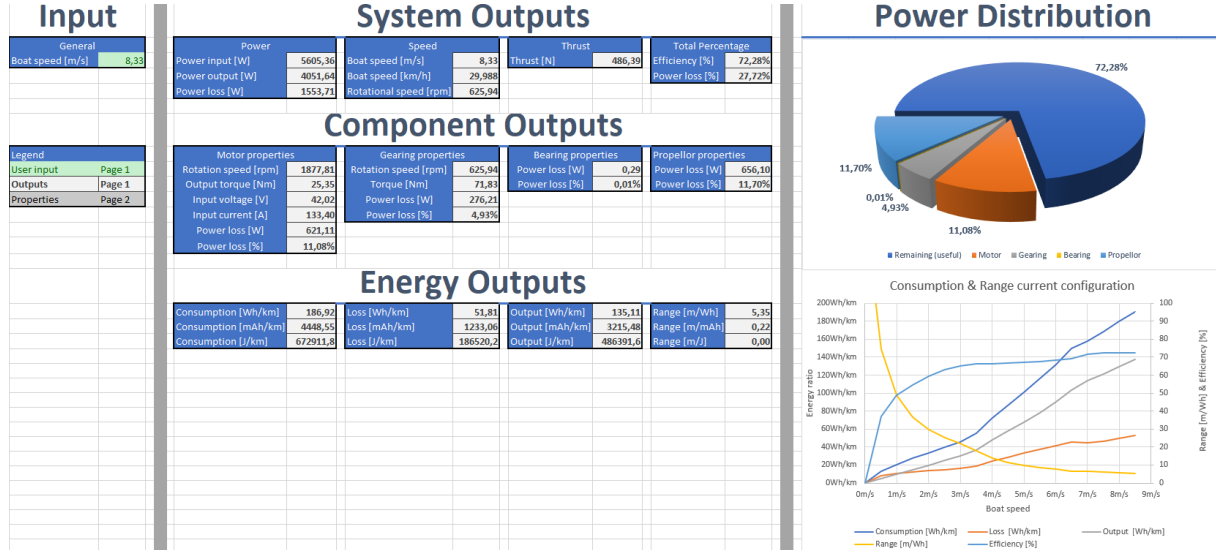 Input
System Outputs
Power Distribution
General
Boat speed [m/s] 8,33
Power
Power input [W] 5605,36
Power output [W] 4051,64
Power loss [W] 1553,71
Speed
Boat speed [m/s] 8,33
Boat speed [km/h] 29,988
Rotational speed [rpm] 625,94
Thrust
Thrust [N] 486,39
Total Percentage
Efficiency [%] 72,28%
Power loss [%] 27,72%
Component Outputs
Legend
User input Page 1
Outputs Page 1
Properties Page 2
Motor properties
Rotation speed [rpm] 1877,81
Output torque [Nm] 25,35
Input voltage [V] 42,02
Input current [A] 133,40
Power loss [W] 621,11
Power loss [%] 11,08%
Gearing properties
Rotation speed [rpm] 625,94
Torque [Nm] 71,83
Power loss [W] 276,21
Power loss [%] 4,93%
Bearing properties
Power loss [W] 0,29
Power loss [%] 0,01%
Propellor properties
Power loss [W] 656,10
Power loss [%] 11,70%
Energy Outputs
Consumption [Wh/km] 186,92
Consumption [mAh/km] 4448,55
Consumption [J/km] 672911,8
Loss [Wh/km] 51,81
Loss [mAh/km] 1233,06
Loss [J/km] 186520,2
Output [Wh/km] 135,11
Output [mAh/km] 3215,48
Output [J/km] 486391,6
Range [m/Wh] 5,35
Range [m/mAh] 0,22
Range [m/J] 0,00
72,28%
11,70%
0,01%
4,93%
11,08%
Remaining (useful) Motor Gearing Bearing Propellor
Consumption & Range current configuration
200Wh/km
180Wh/km
160Wh/km
140Wh/km
120Wh/km
100Wh/km
80Wh/km
60Wh/km
40Wh/km
20Wh/km
0Wh/km
Energy ratio
100
90
80
70
60
50
40
30
20
10
0
Range [m/Wh] & Efficiency [%]
0m/s 1m/s 2m/s 3m/s 4m/s 5m/s 6m/s 7m/s 8m/s 9m/s
Boat speed
Consumption [Wh/km] Loss [Wh/km] Output [Wh/km]
Range [m/Wh] Efficiency [%]